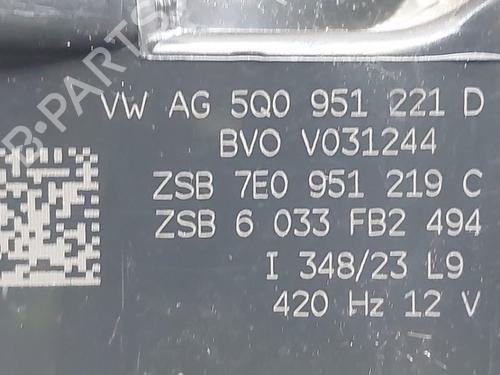 VW AG 5Q0 951 221 D
BVO V031244
ZSB 7E0 951 219 C
ZSB 6 033 FB2 494
I 348/23 L9
420 Hz 12 V